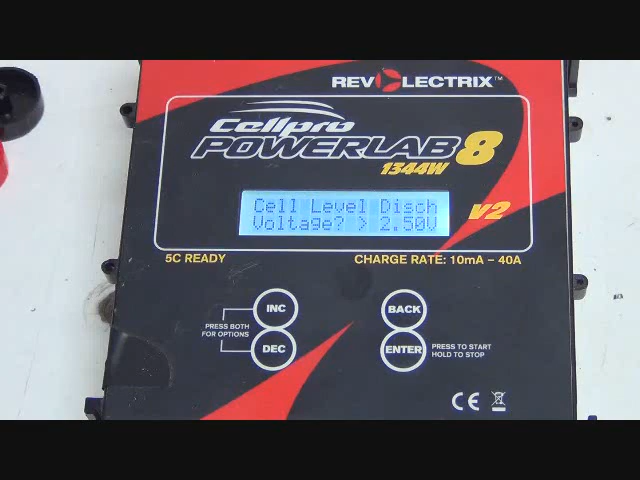 REVOLECTRIX™
Cellpro
POWERLAB 8
1344W
v2
Cell Level Disch
Voltage? > 2.50V
5C READY
CHARGE RATE: 10mA - 40A
INC
BACK
PRESS BOTH
FOR OPTIONS
DEC
ENTER
PRESS TO START
HOLD TO STOP
CE